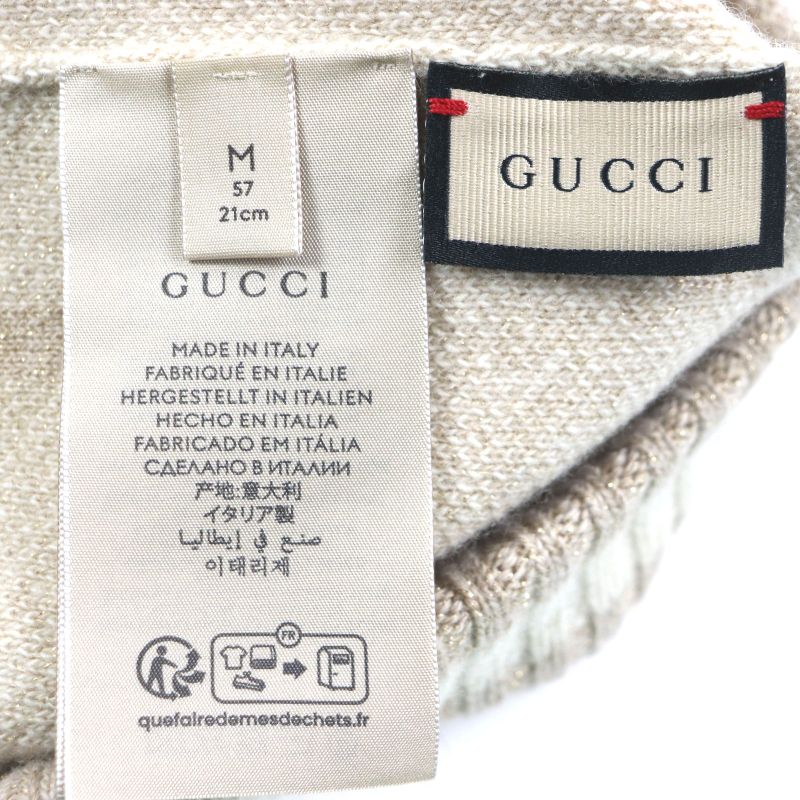 M
57
21cm
GUCCI
MADE IN ITALY
FABRIQUÉ EN ITALIE
HERGESTELLT IN ITALIEN
HECHO EN ITALIA
FABRICADO EM ITÁLIA
СДЕЛАНО В ИТАЛИИ
产地:意大利
イタリア製
صنع في إيطاليا
이태리제
FR
quefairedemesdechets.fr
GUCCI